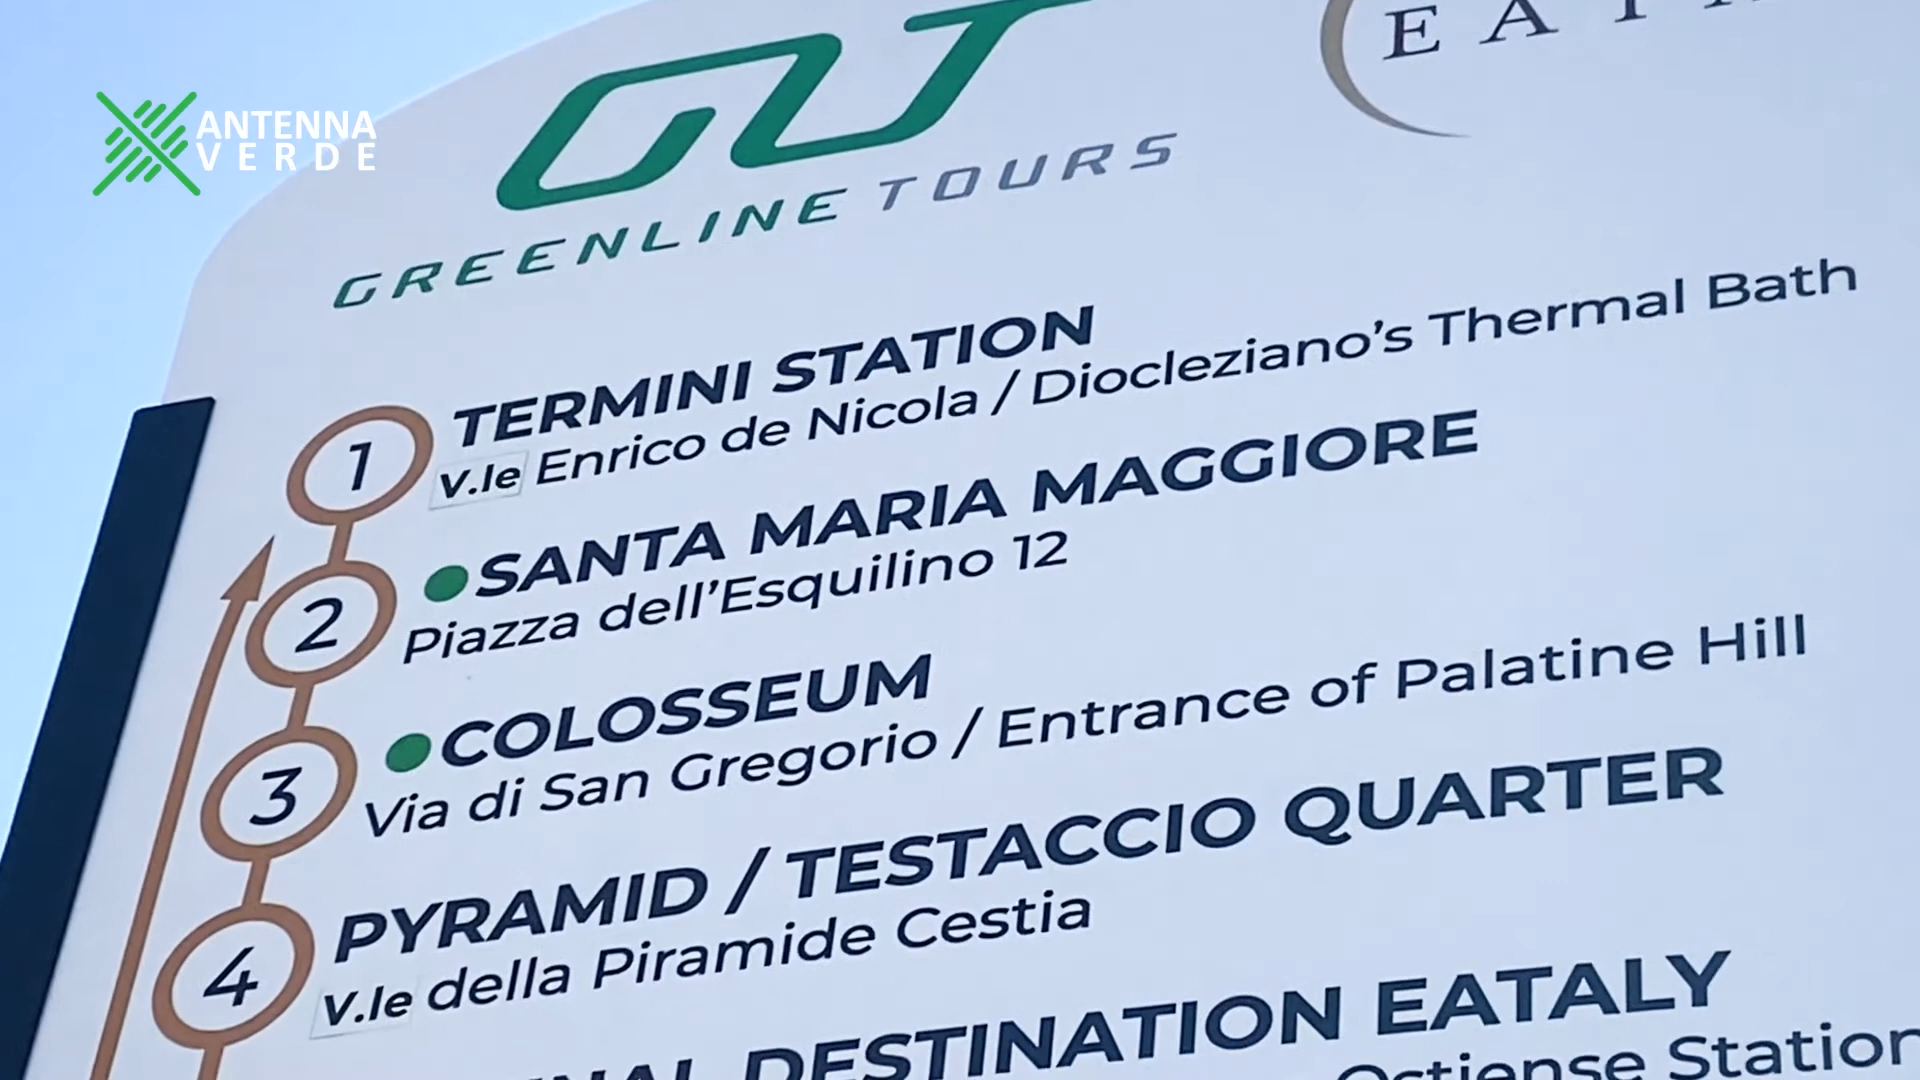 ANTENNA
VERDE
GREENLINE TOURS
1
TERMINI STATION
V.le Enrico de Nicola / Diocleziano's Thermal Bath
2
SANTA MARIA MAGGIORE
Piazza dell'Esquilino 12
3
COLOSSEUM
Via di San Gregorio / Entrance of Palatine Hill
4
PYRAMID / TESTACCIO QUARTER
V.le della Piramide Cestia
DESTINATION EATALY
Ostiense Station